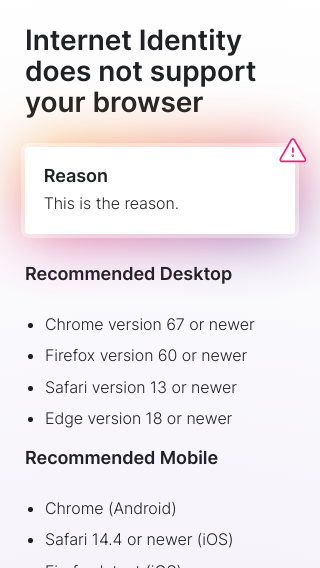 Internet Identity
does not support
your browser
Reason
This is the reason.
Recommended Desktop
Chrome version 67 or newer
Firefox version 60 or newer
Safari version 13 or newer
Edge version 18 or newer
Recommended Mobile
Chrome (Android)
Safari 14.4 or newer (iOS)